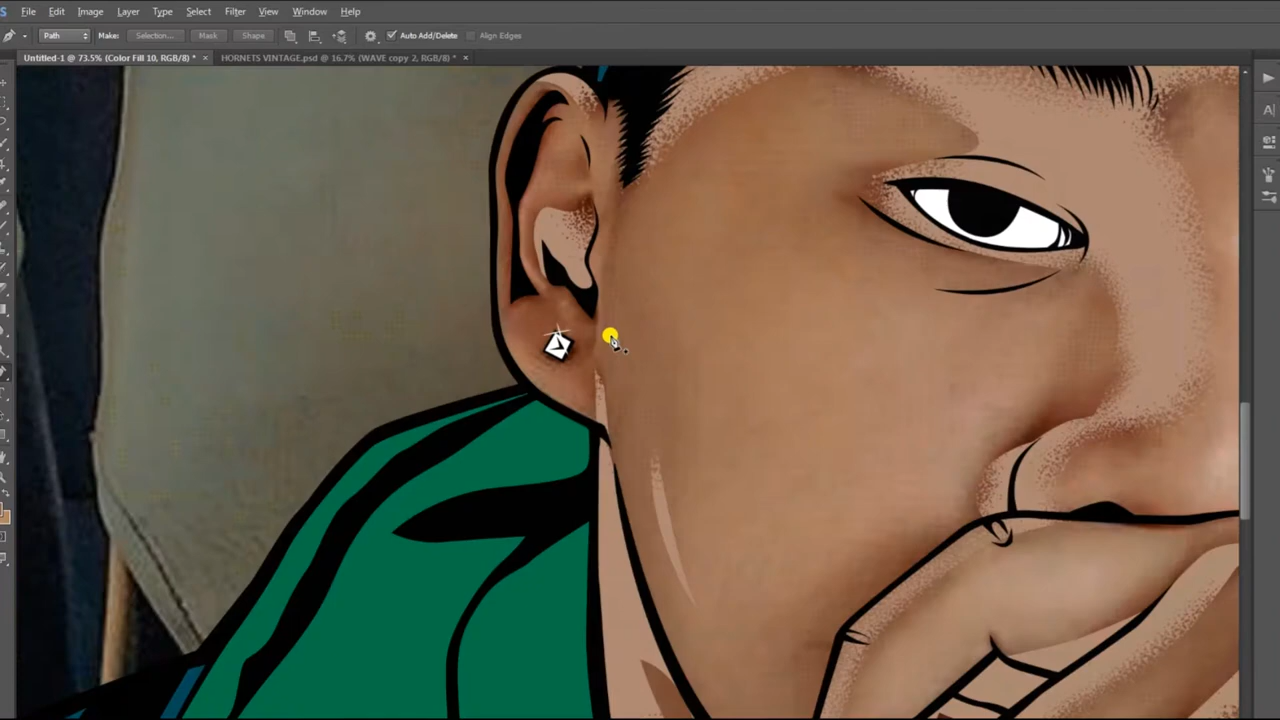 File Edit Image Layer Type Select Filter View Window Help
Path Make: Selection... Mask Shape Auto Add/Delete Align Edges
Untitled-1 @ 73.5% (Color Fill 10, RGB/8) * × HORNETS VINTAGE.psd @ 16.7% (WAVE copy 2, RGB/8) * ×